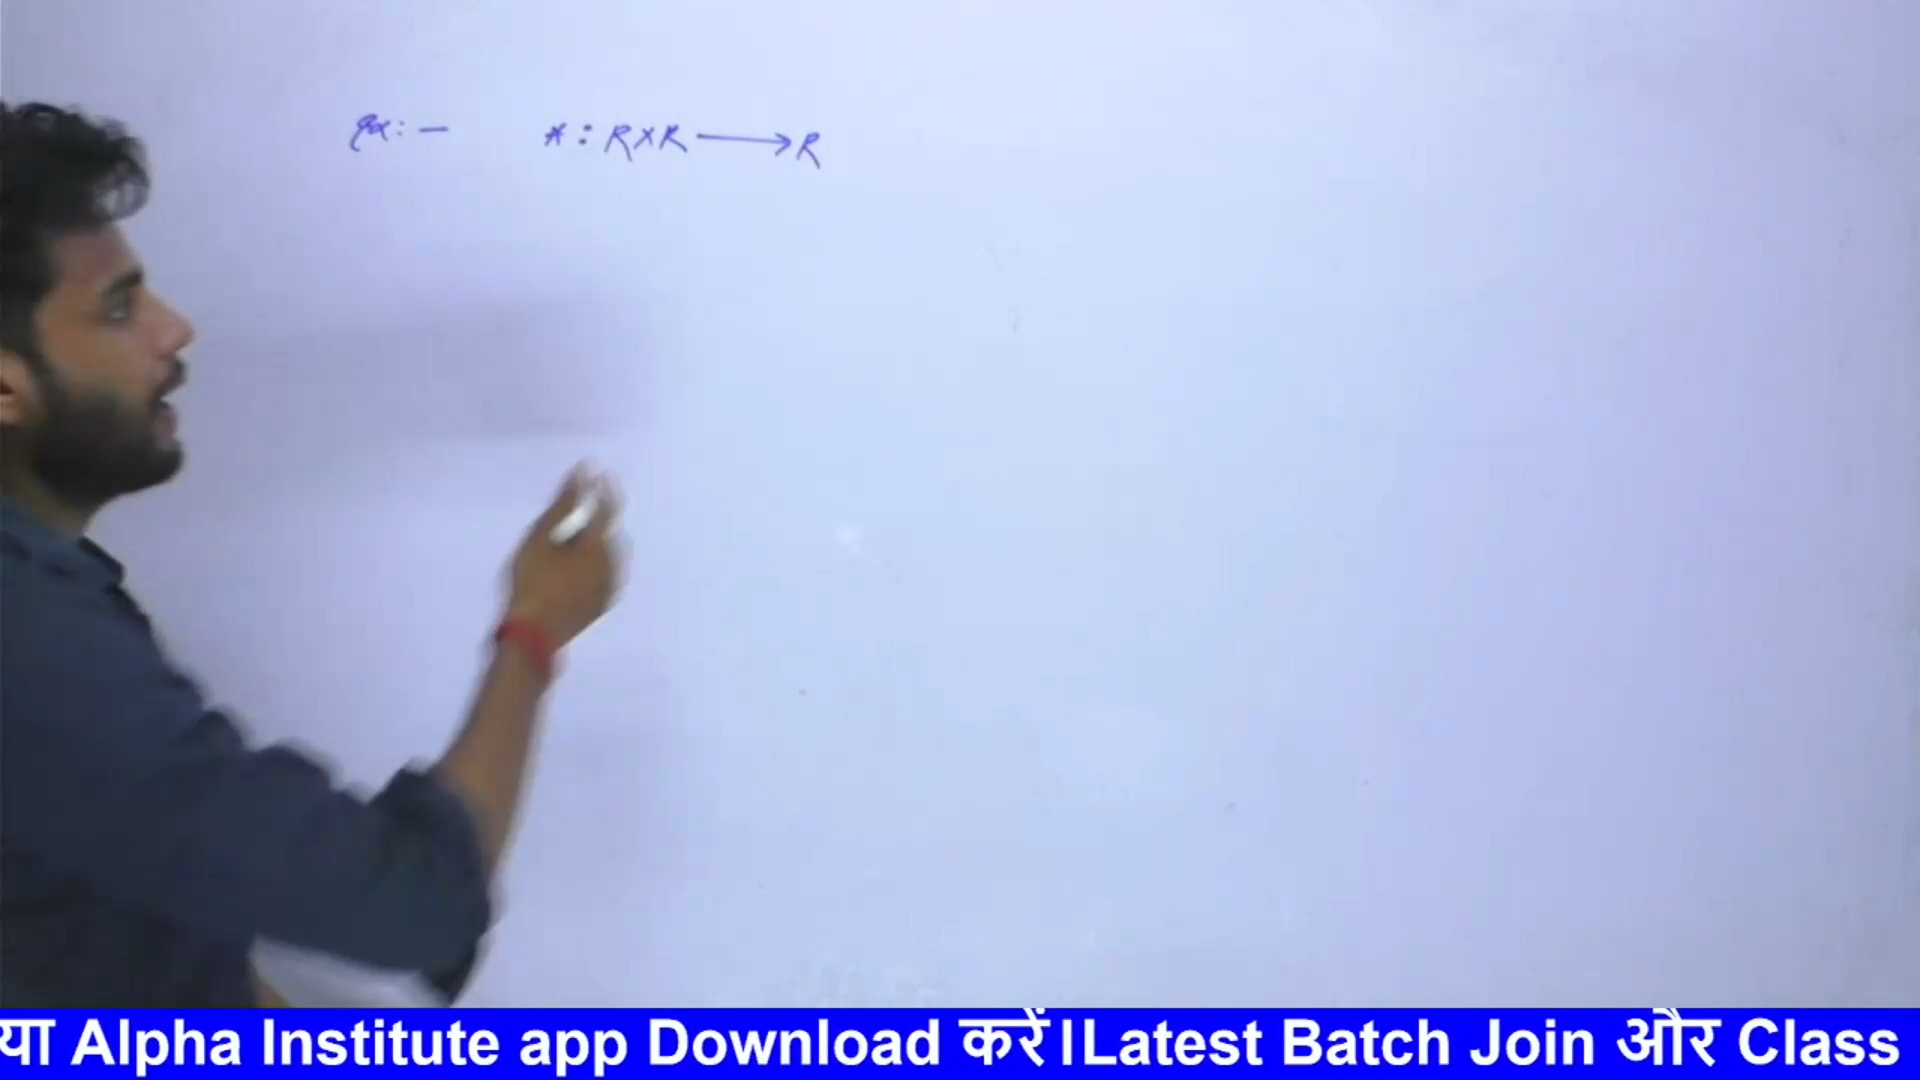 Ex: — * : R×R ⟶ R
या Alpha Institute app Download करें।Latest Batch Join और Class